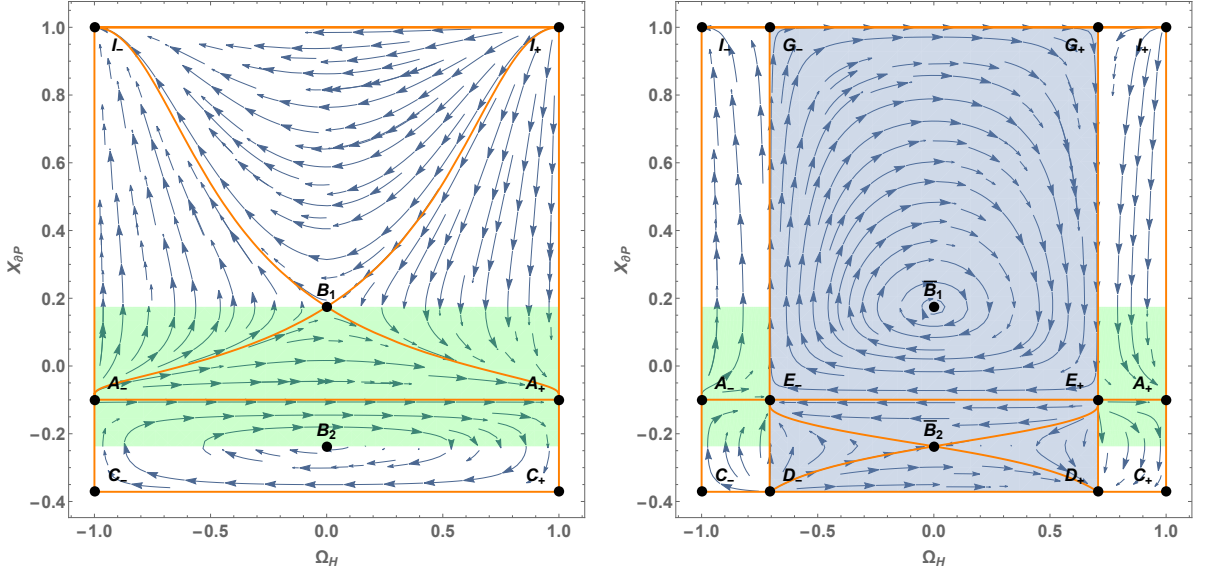 1.0
0.8
0.6
0.4
0.2
0.0
−0.2
−0.4
X∂P
I₋
I₊
B₁
A₋
A₊
B₂
C₋
C₊
−1.0 −0.5 0.0 0.5 1.0
Ω_H
1.0
0.8
0.6
0.4
0.2
0.0
−0.2
−0.4
X∂P
I₋ G₋ G₊ I₊
B̅₁
A₋ E₋ E₊ A₊
B̅₂
C₋ D₋ D₊ C₊
−1.0 −0.5 0.0 0.5 1.0
Ω_H